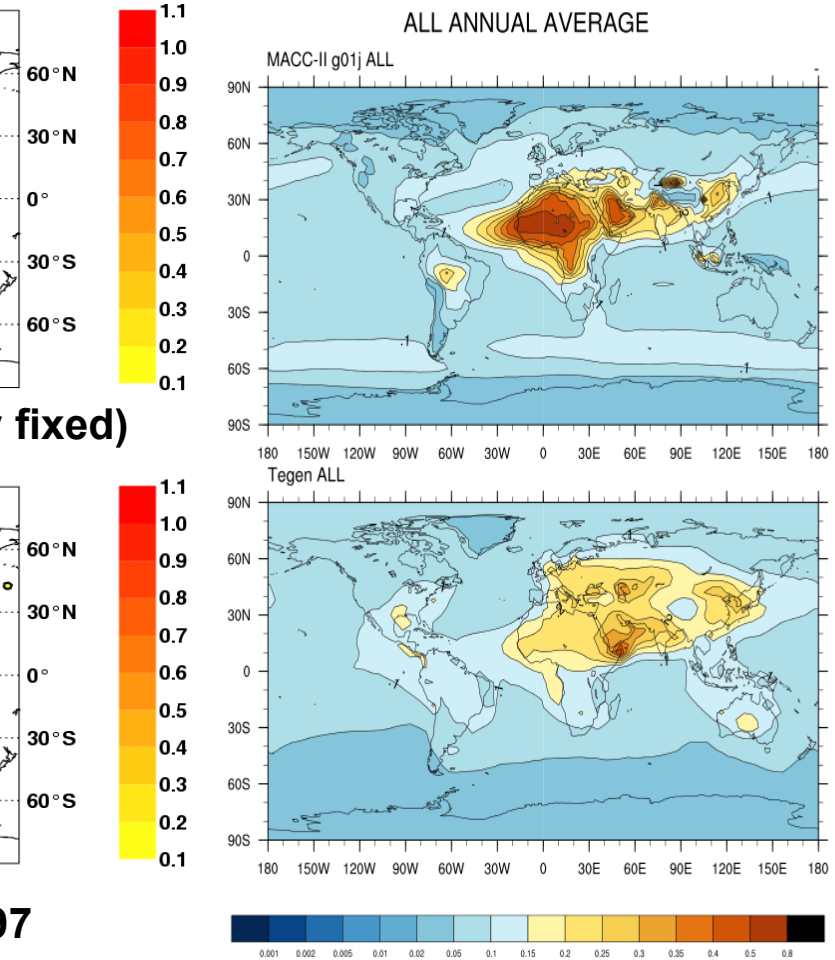 1.1
1.0
0.9
0.8
0.7
0.6
0.5
0.4
0.3
0.2
0.1
60°N
30°N
0°
30°S
60°S
fixed)
1.1
1.0
0.9
0.8
0.7
0.6
0.5
0.4
0.3
0.2
0.1
60°N
30°N
0°
30°S
60°S
97
ALL ANNUAL AVERAGE
MACC-II g01j ALL
90N
60N
30N
0
30S
60S
90S
180 150W 120W 90W 60W 30W 0 30E 60E 90E 120E 150E 180
Tegen ALL
90N
60N
30N
0
30S
60S
90S
180 150W 120W 90W 60W 30W 0 30E 60E 90E 120E 150E 180
0.001 0.002 0.005 0.01 0.02 0.05 0.1 0.15 0.2 0.25 0.3 0.35 0.4 0.5 0.8